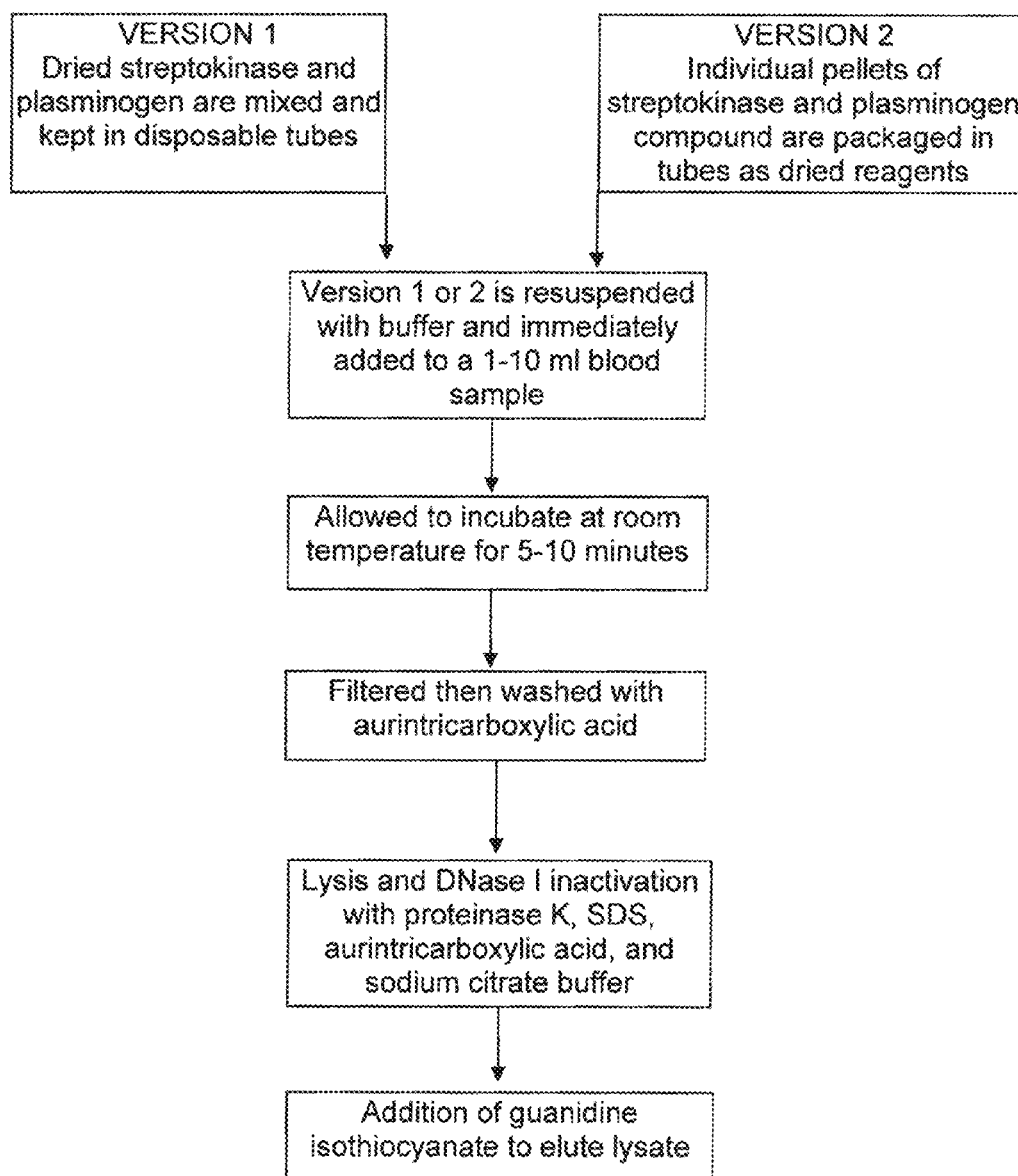 VERSION 1
Dried streptokinase and
plasminogen are mixed and
kept in disposable tubes
VERSION 2
Individual pellets of
streptokinase and plasminogen
compound are packaged in
tubes as dried reagents
Version 1 or 2 is resuspended
with buffer and immediately
added to a 1-10 ml blood
sample
Allowed to incubate at room
temperature for 5-10 minutes
Filtered then washed with
aurintricarboxylic acid
Lysis and DNase I inactivation
with proteinase K, SDS,
aurintricarboxylic acid, and
sodium citrate buffer
Addition of guanidine
isothiocyanate to elute lysate